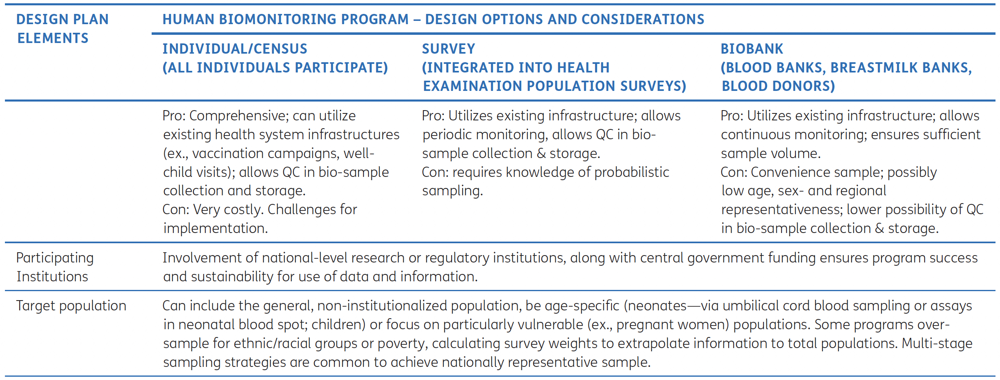 DESIGN PLAN
ELEMENTS
HUMAN BIOMONITORING PROGRAM – DESIGN OPTIONS AND CONSIDERATIONS
INDIVIDUAL/CENSUS
(ALL INDIVIDUALS PARTICIPATE)
SURVEY
(INTEGRATED INTO HEALTH
EXAMINATION POPULATION SURVEYS)
BIOBANK
(BLOOD BANKS, BREASTMILK BANKS,
BLOOD DONORS)
Pro: Comprehensive; can utilize
existing health system infrastructures
(ex., vaccination campaigns, well-
child visits); allows QC in bio-sample
collection and storage.
Con: Very costly. Challenges for
implementation.
Pro: Utilizes existing infrastructure; allows
periodic monitoring, allows QC in bio-
sample collection & storage.
Con: requires knowledge of probabilistic
sampling.
Pro: Utilizes existing infrastructure; allows
continuous monitoring; ensures sufficient
sample volume.
Con: Convenience sample; possibly
low age, sex- and regional
representativeness; lower possibility of QC
in bio-sample collection & storage.
Participating
Institutions
Involvement of national-level research or regulatory institutions, along with central government funding ensures program success
and sustainability for use of data and information.
Target population
Can include the general, non-institutionalized population, be age-specific (neonates—via umbilical cord blood sampling or assays
in neonatal blood spot; children) or focus on particularly vulnerable (ex., pregnant women) populations. Some programs over-
sample for ethnic/racial groups or poverty, calculating survey weights to extrapolate information to total populations. Multi-stage
sampling strategies are common to achieve nationally representative sample.